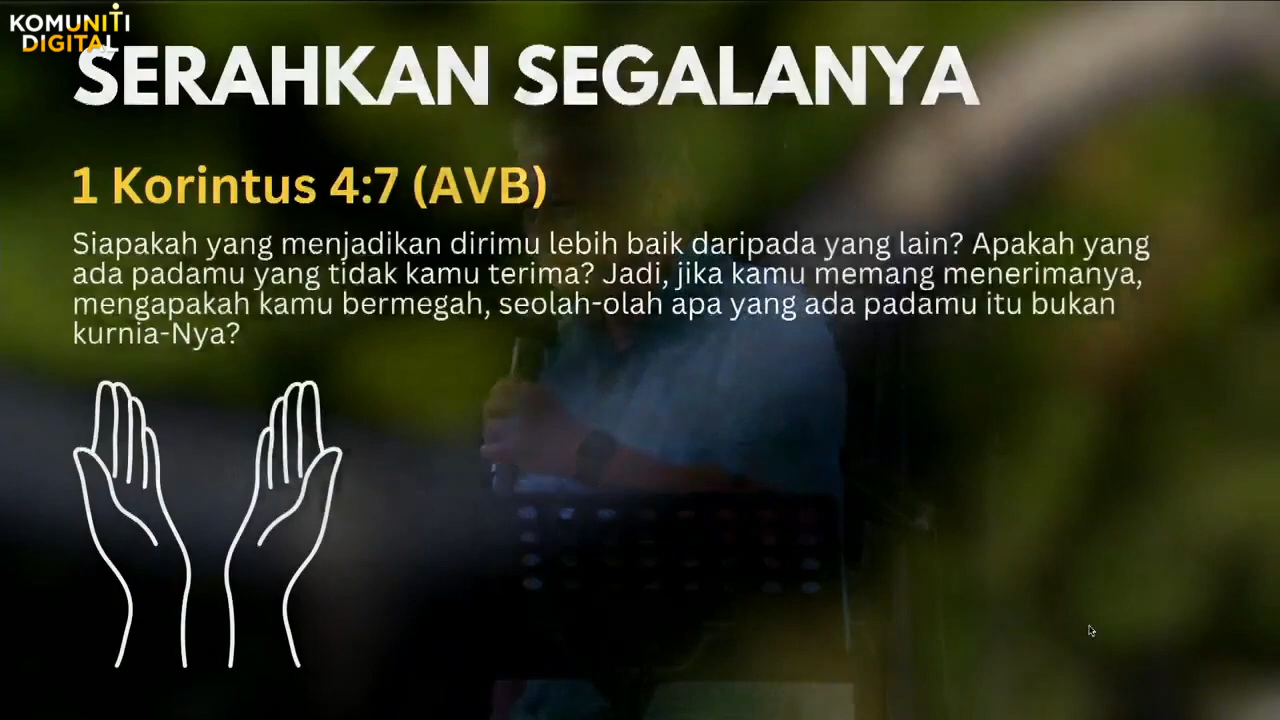 KOMUNITI
DIGITAL
SERAHKAN SEGALANYA
1 Korintus 4:7 (AVB)
Siapakah yang menjadikan dirimu lebih baik daripada yang lain? Apakah yang
ada padamu yang tidak kamu terima? Jadi, jika kamu memang menerimanya,
mengapakah kamu bermegah, seolah-olah apa yang ada padamu itu bukan
kurnia-Nya?